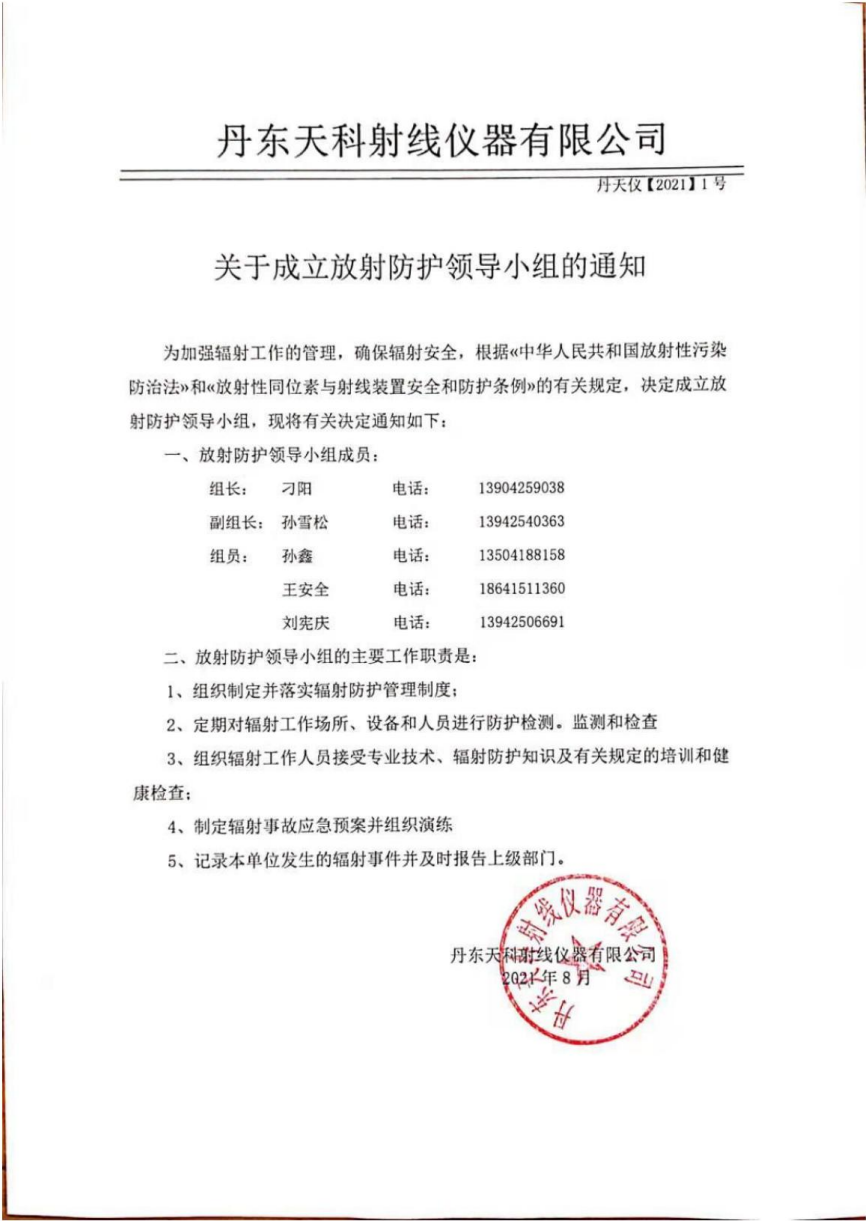 丹东天科射线仪器有限公司
丹天仪【2021】1号
关于成立放射防护领导小组的通知
为加强辐射工作的管理，确保辐射安全，根据«中华人民共和国放射性污染
防治法»和«放射性同位素与射线装置安全和防护条例»的有关规定，决定成立放
射防护领导小组，现将有关决定通知如下：
一、放射防护领导小组成员：
组长： 刁阳 电话： 13904259038
副组长： 孙雪松 电话： 13942540363
组员： 孙鑫 电话： 13504188158
王安全 电话： 18641511360
刘宪庆 电话： 13942506691
二、放射防护领导小组的主要工作职责是：
1、组织制定并落实辐射防护管理制度；
2、定期对辐射工作场所、设备和人员进行防护检测。监测和检查
3、组织辐射工作人员接受专业技术、辐射防护知识及有关规定的培训和健
康检查；
4、制定辐射事故应急预案并组织演练
5、记录本单位发生的辐射事件并及时报告上级部门。
丹东天科射线仪器有限公司
2021年8月
丹东天科射线仪器有限公司